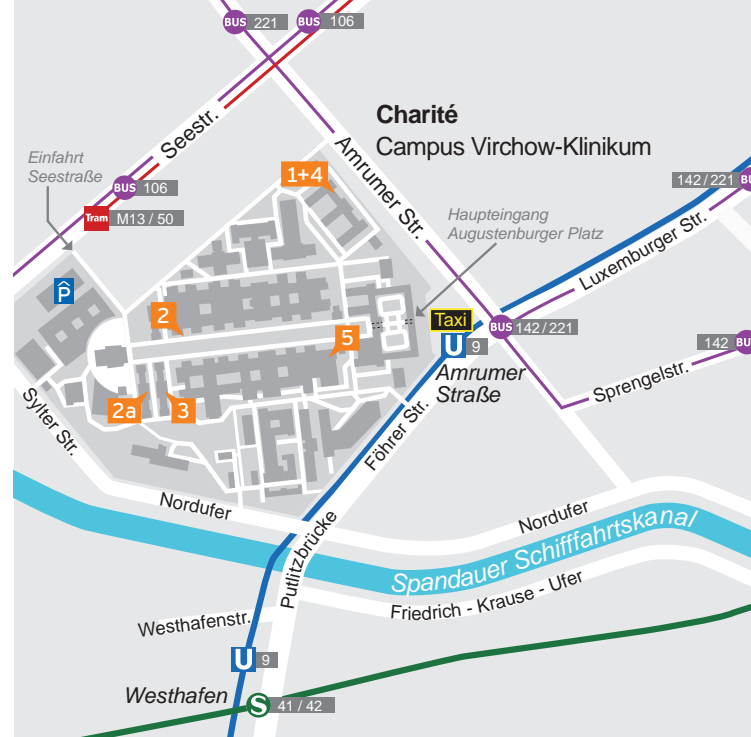 BUS 221
BUS 106
Charité
Campus Virchow-Klinikum
Seestr.
Einfahrt
Seestraße
BUS 106
Tram M13 / 50
1+4
Amrumer Str.
142 / 221
Haupteingang
Augustenburger Platz
Luxemburger Str.
P
2
5
Taxi
BUS 142 / 221
U 9
Amrumer
Straße
142
Sprengelstr.
2a
3
Sylter Str.
Föhrer Str.
Nordufer
Nordufer
Putlitzbrücke
Spandauer Schifffahrtskanal
Friedrich - Krause - Ufer
Westhafenstr.
U 9
Westhafen
S 41 / 42